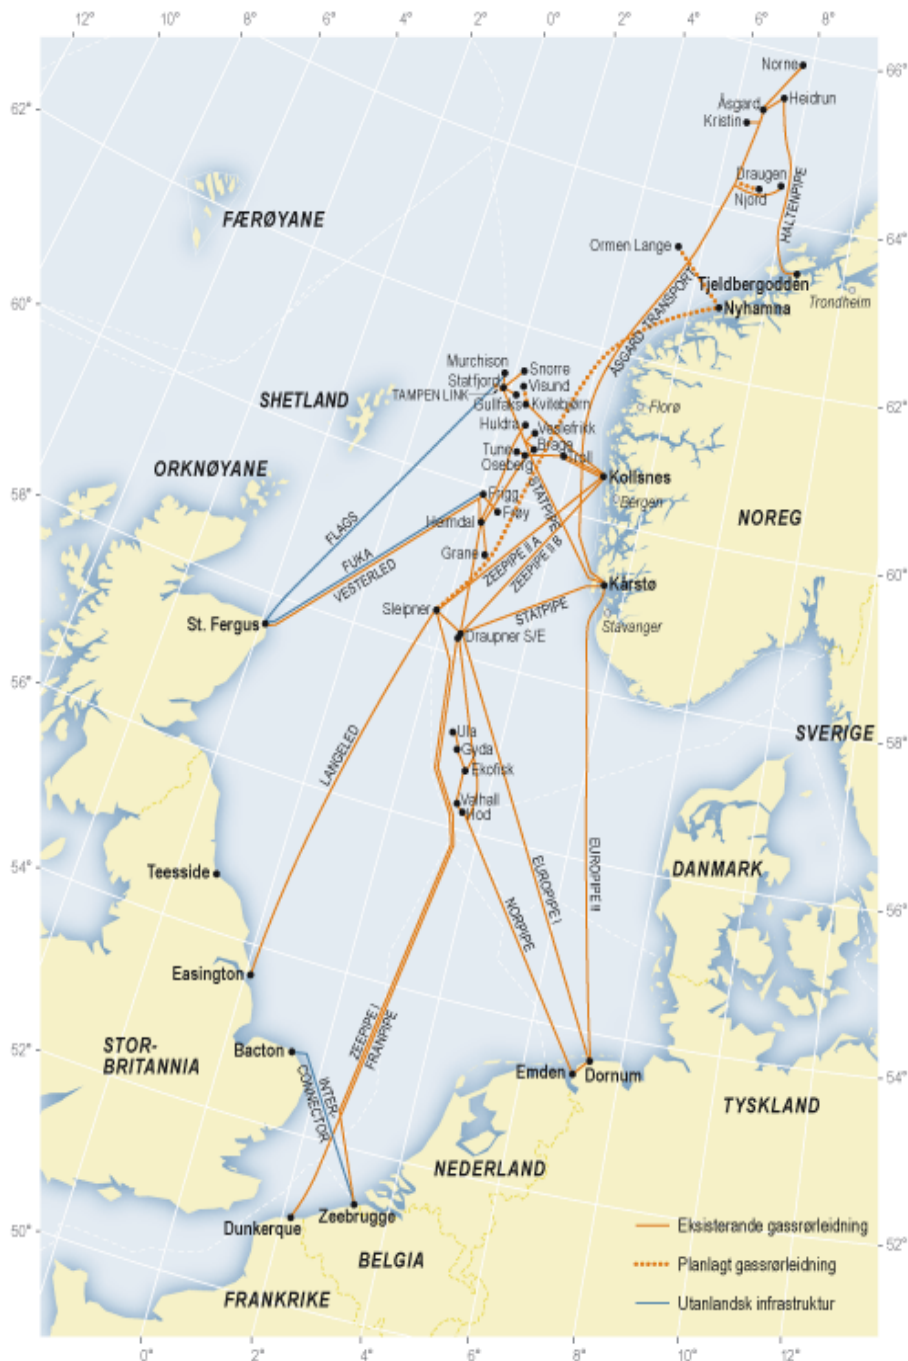 12° 10° 8° 6° 4° 2° 0° 2° 4° 6° 8°
Norne
66°
Åsgard
Heidrun
62°
Kristin
Draugen
Njord
HALTENPIPE
FÆRØYANE
64°
Ormen Lange
Tjeldbergodden
Trondheim
60°
Nyhamna
ÅSGARD TRANSPORT
Murchison
Snorre
Statfjord
Visund
TAMPEN LINK
SHETLAND
Gullfaks
Kvitebjørn
Florø
62°
Huldra
Veslefrikk
Tune
Brage
Oseberg
Troll
ORKNØYANE
Kollsnes
58°
Frigg
STATPIPE
Bergen
Frøy
NOREG
FLAGS
Heimdal
FUKA
VESTERLED
Grane
ZEEPIPE II A
ZEEPIPE II B
60°
Kårstø
Sleipner
STATPIPE
St. Fergus
Stavanger
Draupner S/E
56°
Ula
SVERIGE
LANGELED
Gyda
58°
Ekofisk
Valhall
Hod
54°
Teesside
DANMARK
EUROPIPE II
EUROPIPE I
NORPIPE
56°
Easington
ZEEPIPE I
FRANPIPE
STOR-
BRITANNIA
52°
Bacton
INTER-
CONNECTOR
Emden
Dornum
54°
TYSKLAND
NEDERLAND
50°
Dunkerque
Zeebrugge
Eksisterande gassrørleidning
52°
BELGIA
Planlagt gassrørleidning
FRANKRIKE
Utanlandsk infrastruktur
0° 2° 4° 6° 8° 10° 12°